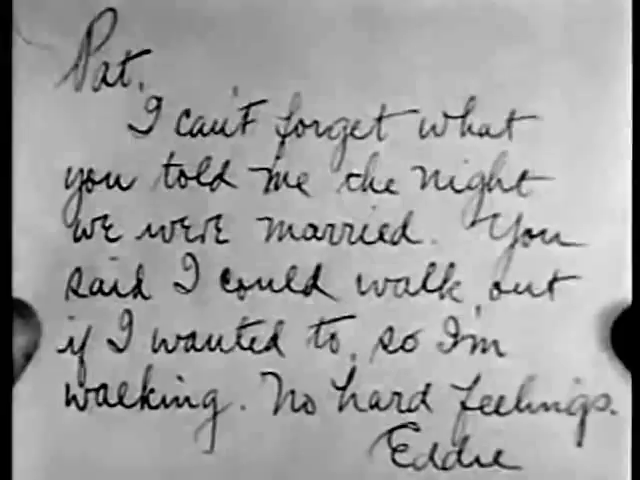 Pat.
I can't forget what
you told me the night
we were married. You
said I could walk out
if I wanted to, so I'm
walking. No hard feelings.
Eddie